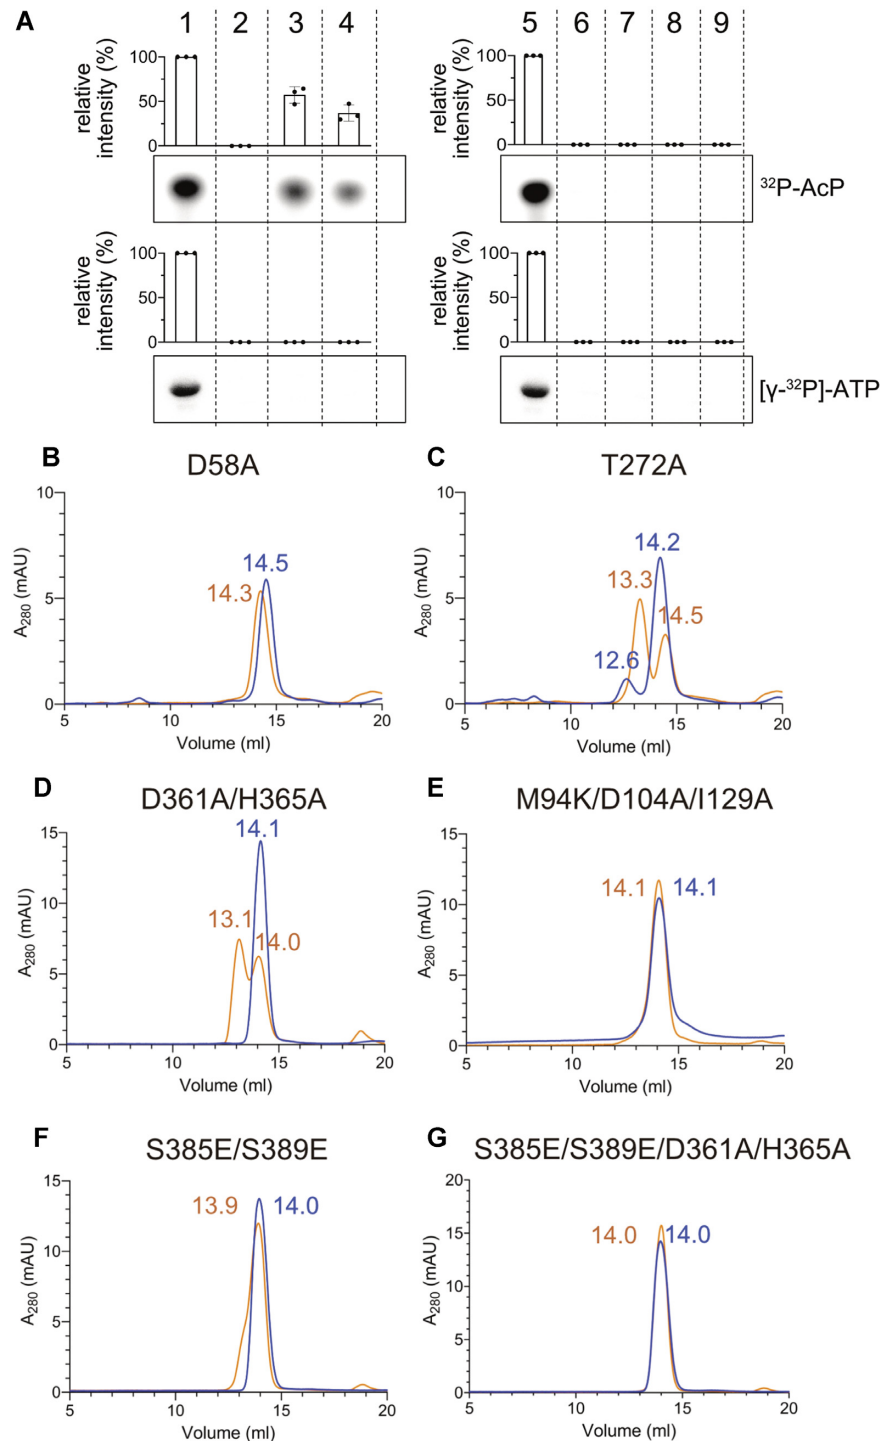 A
1 2 3 4 5 6 7 8 9
relative intensity (%)
100
50
0
relative intensity (%)
100
50
0
³²P-AcP
relative intensity (%)
100
50
0
relative intensity (%)
100
50
0
[γ-³²P]-ATP
B
D58A
10
5
0
A₂₈₀ (mAU)
14.3
14.5
5 10 15 20
Volume (ml)
C
T272A
10
5
0
A₂₈₀ (mAU)
14.2
13.3
14.5
12.6
5 10 15 20
Volume (ml)
D
D361A/H365A
15
10
5
0
A₂₈₀ (mAU)
14.1
13.1
14.0
5 10 15 20
Volume (ml)
E
M94K/D104A/I129A
15
10
5
0
A₂₈₀ (mAU)
14.1
14.1
5 10 15 20
Volume (ml)
F
S385E/S389E
15
10
5
0
A₂₈₀ (mAU)
13.9
14.0
5 10 15 20
Volume (ml)
G
S385E/S389E/D361A/H365A
20
15
10
5
0
A₂₈₀ (mAU)
14.0
14.0
5 10 15 20
Volume (ml)